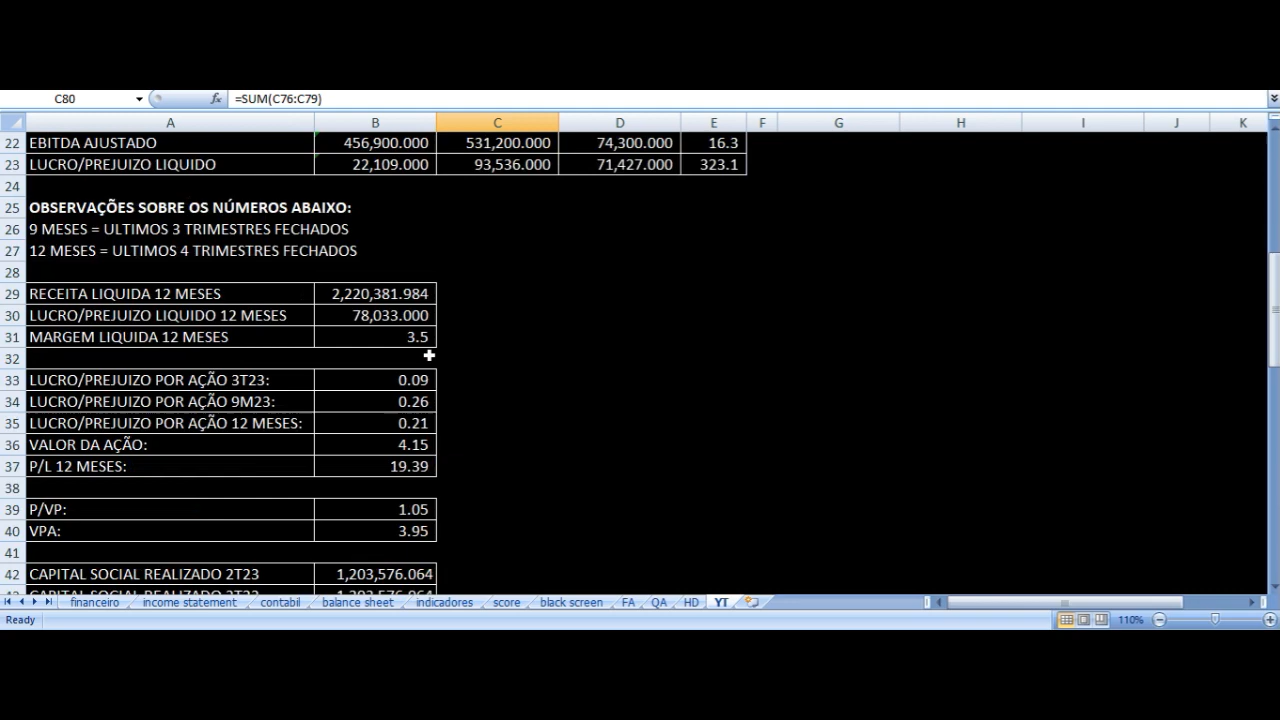 C80 fx =SUM(C76:C79)
A B C D E F G H I J K
22 EBITDA AJUSTADO 456,900.000 531,200.000 74,300.000 16.3
23 LUCRO/PREJUIZO LIQUIDO 22,109.000 93,536.000 71,427.000 323.1
24
25 OBSERVAÇÕES SOBRE OS NÚMEROS ABAIXO:
26 9 MESES = ULTIMOS 3 TRIMESTRES FECHADOS
27 12 MESES = ULTIMOS 4 TRIMESTRES FECHADOS
28
29 RECEITA LIQUIDA 12 MESES 2,220,381.984
30 LUCRO/PREJUIZO LIQUIDO 12 MESES 78,033.000
31 MARGEM LIQUIDA 12 MESES 3.5
32
33 LUCRO/PREJUIZO POR AÇÃO 3T23: 0.09
34 LUCRO/PREJUIZO POR AÇÃO 9M23: 0.26
35 LUCRO/PREJUIZO POR AÇÃO 12 MESES: 0.21
36 VALOR DA AÇÃO: 4.15
37 P/L 12 MESES: 19.39
38
39 P/VP: 1.05
40 VPA: 3.95
41
42 CAPITAL SOCIAL REALIZADO 2T23 1,203,576.064
financeiro income statement contabil balance sheet indicadores score black screen FA QA HD YT
Ready 110%